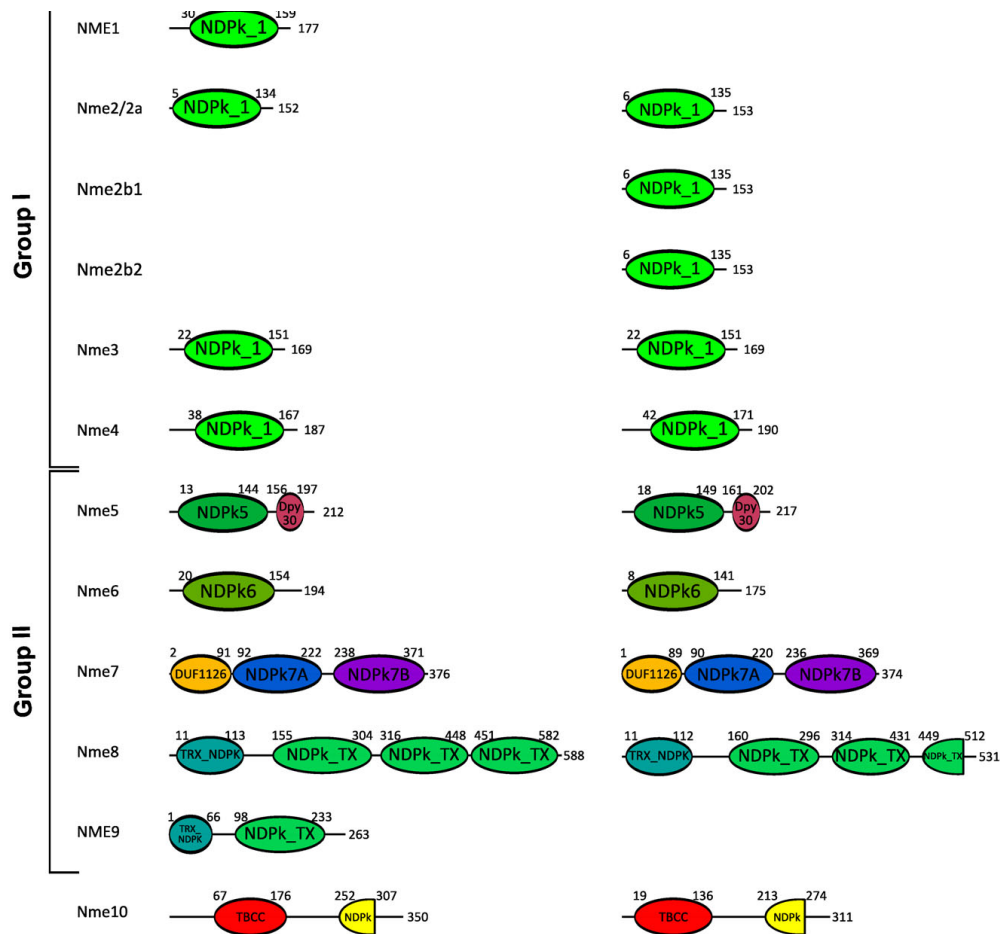 Group I
NME1
30 159
NDPk_1
177
Nme2/2a
5 134
NDPk_1
152
6 135
NDPk_1
153
Nme2b1
6 135
NDPk_1
153
Nme2b2
6 135
NDPk_1
153
Nme3
22 151
NDPk_1
169
22 151
NDPk_1
169
Nme4
38 167
NDPk_1
187
42 171
NDPk_1
190
Group II
Nme5
13 144 156 197
NDPk5
Dpy
30
212
18 149 161 202
NDPk5
Dpy
30
217
Nme6
20 154
NDPk6
194
8 141
NDPk6
175
Nme7
2 91 92 222 238 371
DUF1126 NDPk7A NDPk7B
376
1 89 90 220 236 369
DUF1126 NDPk7A NDPk7B
374
Nme8
11 113 155 304 316 448 451 582
TRX_NDPK NDPk_TX NDPk_TX NDPk_TX
588
11 112 160 296 314 431 449 512
TRX_NDPK NDPk_TX NDPk_TX NDPk_TX
531
NME9
1 66 98 233
TRX_
NDPK
NDPk_TX
263
Nme10
67 176 252 307
TBCC NDPk
350
19 136 213 274
TBCC NDPk
311